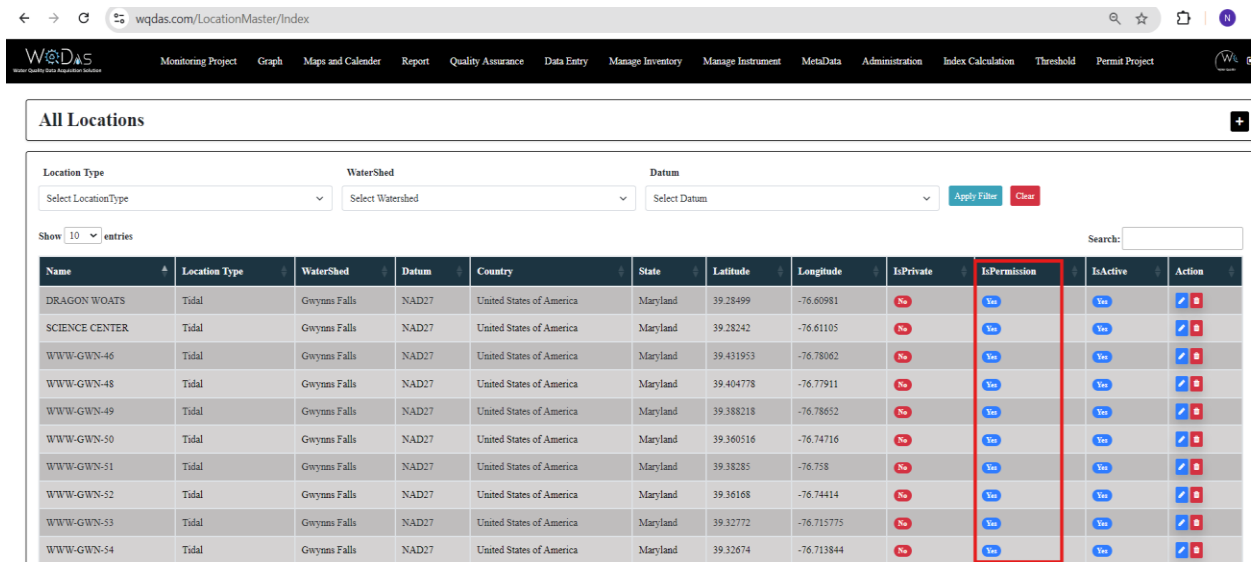 wqdas.com/LocationMaster/Index
N
WQDAS
Water Quality Data Acquisition Solution
Monitoring Project Graph Maps and Calender Report Quality Assurance Data Entry Manage Inventory Manage Instrument MetaData Administration Index Calculation Threshold Permit Project
All Locations
Location Type WaterShed Datum
Select LocationType Select Watershed Select Datum Apply Filter Clear
Show 10 entries Search:
Name Location Type WaterShed Datum Country State Latitude Longitude IsPrivate IsPermission IsActive Action
DRAGON WOATS Tidal Gwynns Falls NAD27 United States of America Maryland 39.28499 -76.60981 No Yes Yes
SCIENCE CENTER Tidal Gwynns Falls NAD27 United States of America Maryland 39.28242 -76.61105 No Yes Yes
WWW-GWN-46 Tidal Gwynns Falls NAD27 United States of America Maryland 39.431953 -76.78062 No Yes Yes
WWW-GWN-48 Tidal Gwynns Falls NAD27 United States of America Maryland 39.404778 -76.77911 No Yes Yes
WWW-GWN-49 Tidal Gwynns Falls NAD27 United States of America Maryland 39.388218 -76.78652 No Yes Yes
WWW-GWN-50 Tidal Gwynns Falls NAD27 United States of America Maryland 39.360516 -76.74716 No Yes Yes
WWW-GWN-51 Tidal Gwynns Falls NAD27 United States of America Maryland 39.38285 -76.758 No Yes Yes
WWW-GWN-52 Tidal Gwynns Falls NAD27 United States of America Maryland 39.36168 -76.74414 No Yes Yes
WWW-GWN-53 Tidal Gwynns Falls NAD27 United States of America Maryland 39.32772 -76.715775 No Yes Yes
WWW-GWN-54 Tidal Gwynns Falls NAD27 United States of America Maryland 39.32674 -76.713844 No Yes Yes